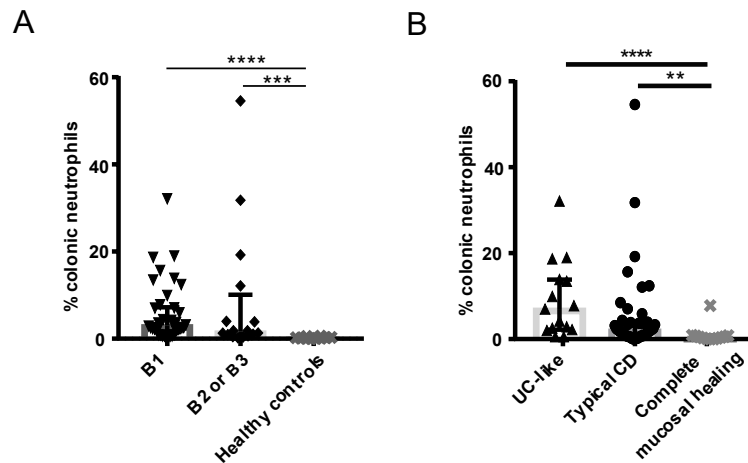 A
****
***
60
40
20
0
% colonic neutrophils
B1
B2 or B3
Healthy controls
B
****
**
60
40
20
0
% colonic neutrophils
UC-like
Typical CD
Complete
mucosal healing